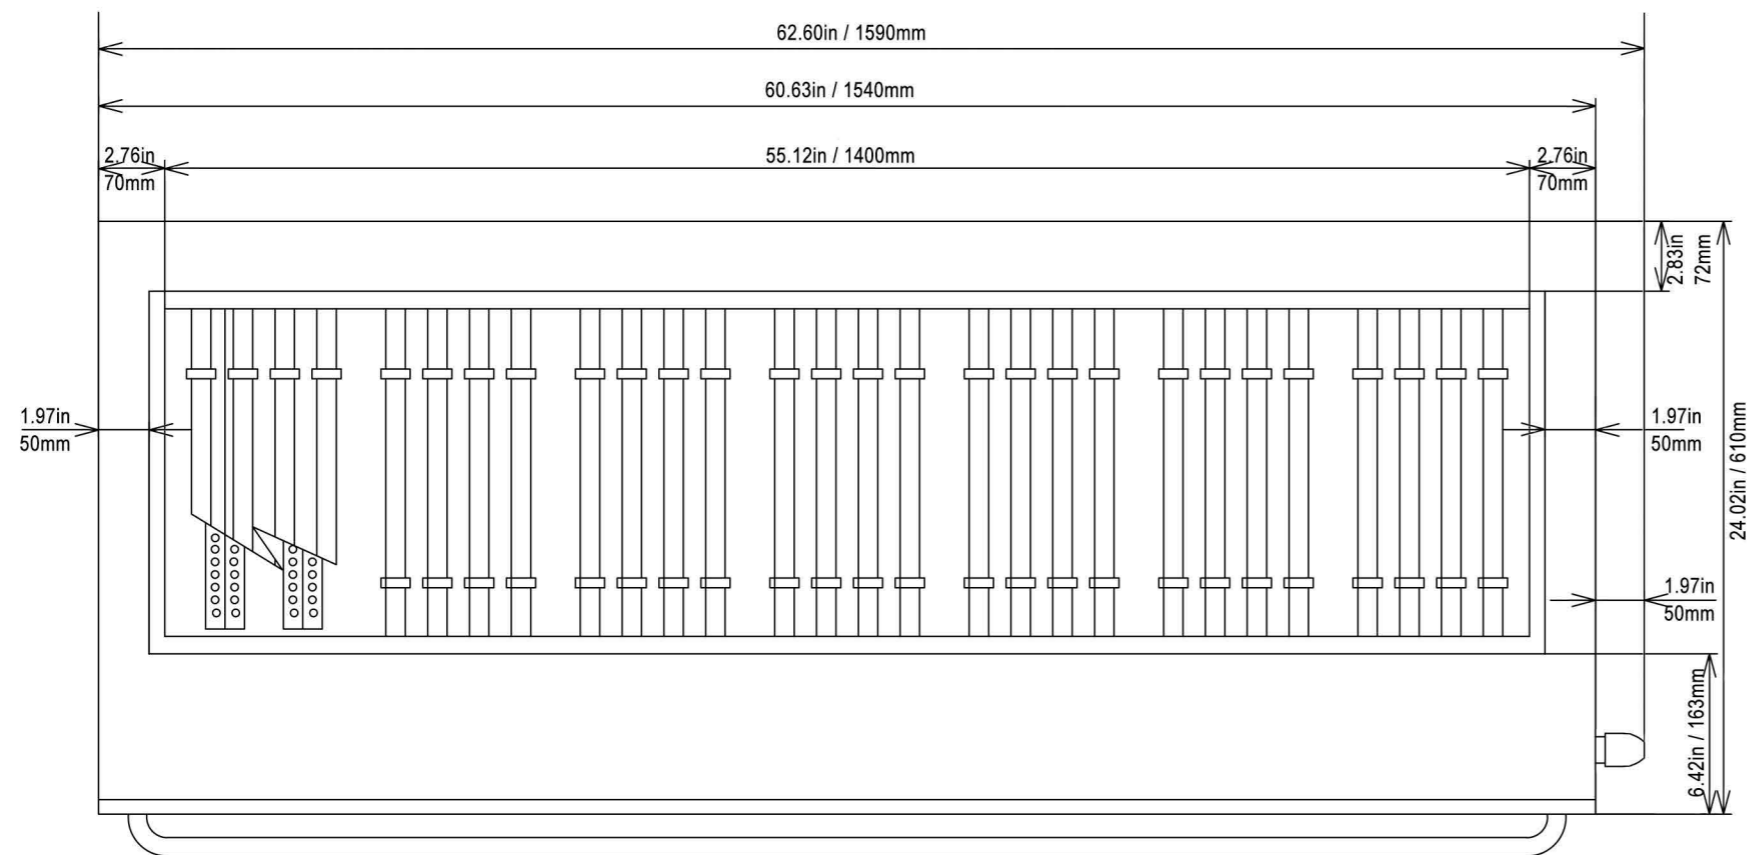 62.60in / 1590mm
60.63in / 1540mm
2.76in
70mm
55.12in / 1400mm
2.76in
70mm
2.83in
72mm
1.97in
50mm
1.97in
50mm
24.02in / 610mm
1.97in
50mm
6.42in / 163mm